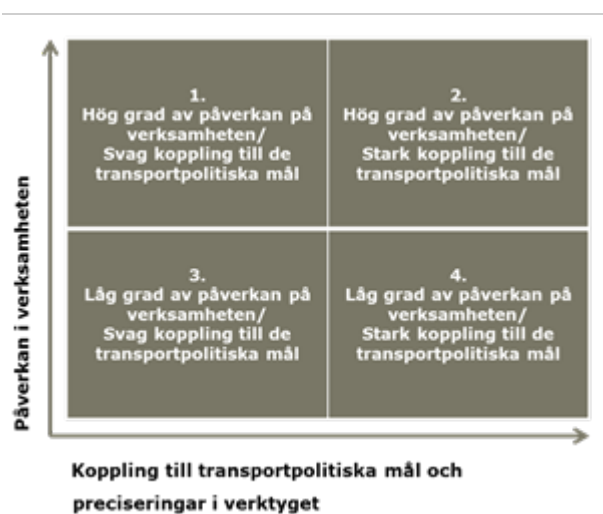 1.
Hög grad av påverkan på
verksamheten/
Svag koppling till de
transportpolitiska mål
2.
Hög grad av påverkan på
verksamheten/
Stark koppling till de
transportpolitiska mål
3.
Låg grad av påverkan på
verksamheten/
Svag koppling till de
transportpolitiska mål
4.
Låg grad av påverkan på
verksamheten/
Stark koppling till de
transportpolitiska mål
Påverkan i verksamheten
Koppling till transportpolitiska mål och
preciseringar i verktyget